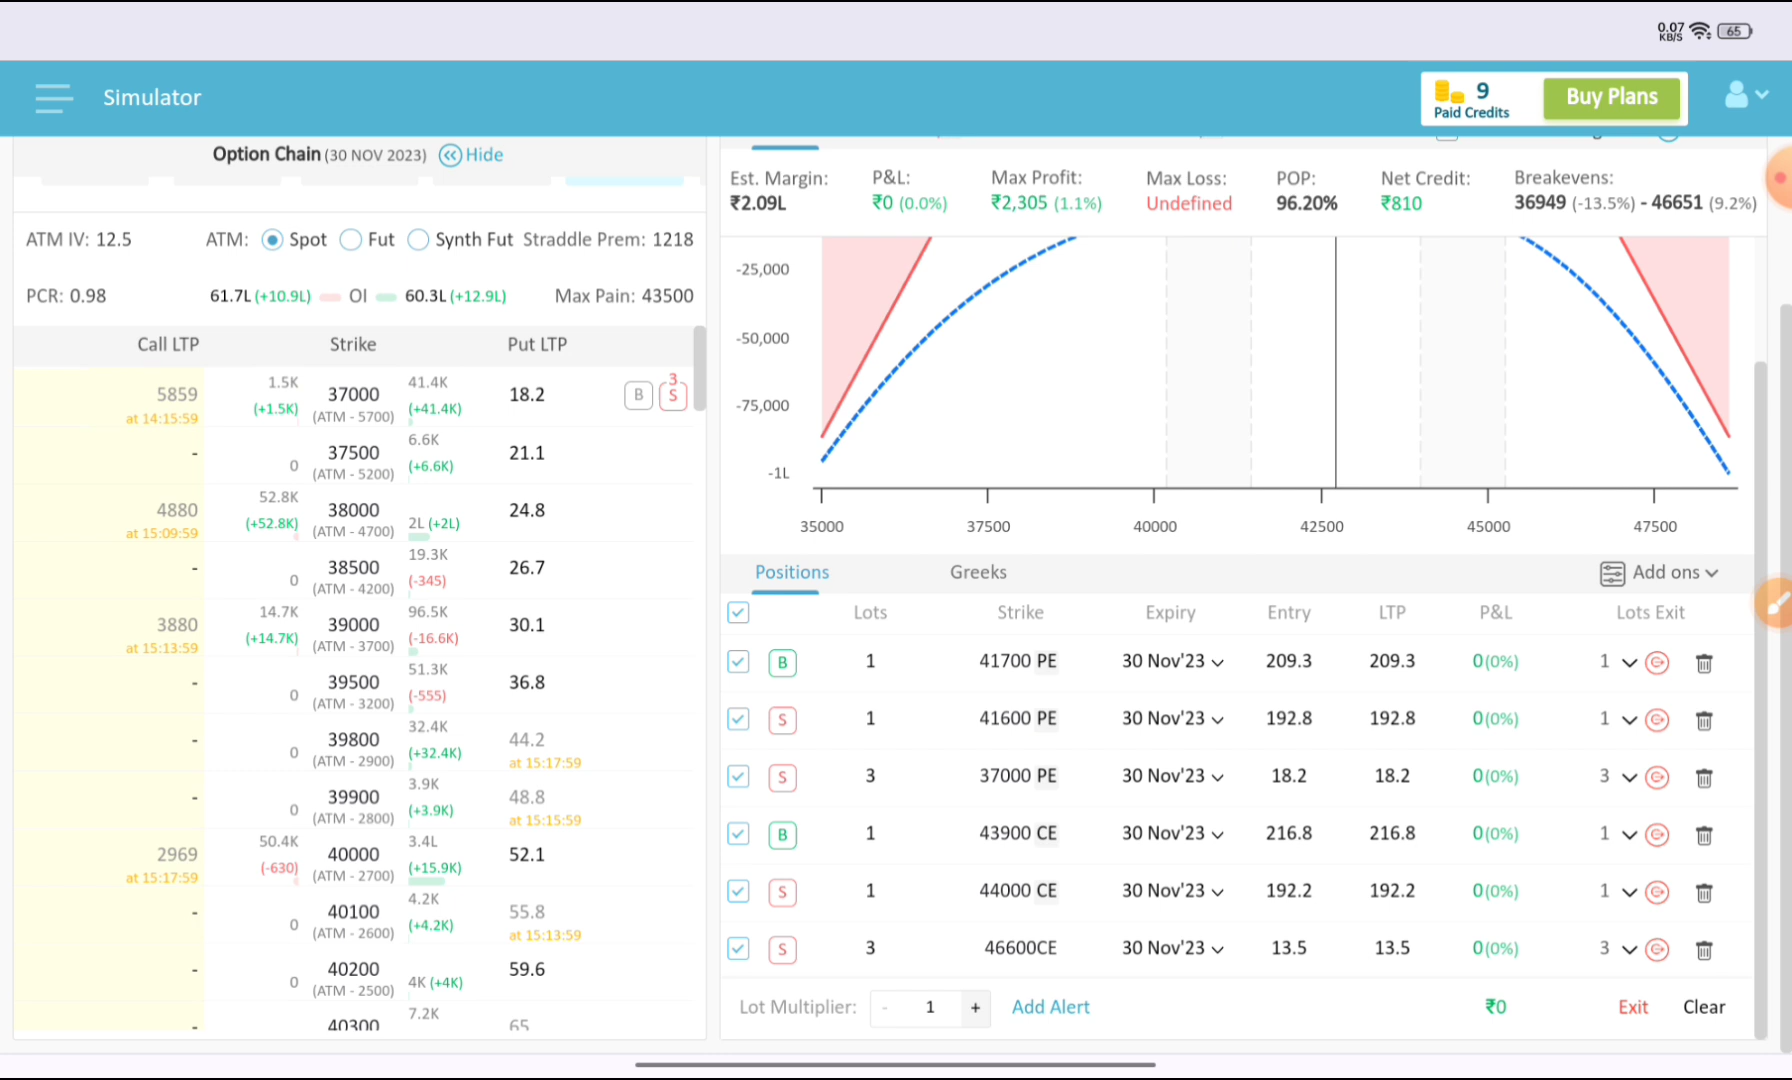 0.07
KB/S
65
Simulator
9
Paid Credits
Buy Plans
Option Chain (30 NOV 2023) Hide
ATM IV: 12.5 ATM: Spot Fut Synth Fut Straddle Prem: 1218
PCR: 0.98 61.7L (+10.9L) OI 60.3L (+12.9L) Max Pain: 43500
Call LTP Strike Put LTP
5859 1.5K 37000 41.4K 18.2 B S 3
at 14:15:59 (+1.5K) (ATM - 5700) (+41.4K)
- 0 37500 6.6K 21.1
(ATM - 5200) (+6.6K)
4880 52.8K 38000 24.8
at 15:09:59 (+52.8K) (ATM - 4700) 2L (+2L)
- 0 38500 19.3K 26.7
(ATM - 4200) (-345)
3880 14.7K 39000 96.5K 30.1
at 15:13:59 (+14.7K) (ATM - 3700) (-16.6K)
- 0 39500 51.3K 36.8
(ATM - 3200) (-555)
- 0 39800 32.4K 44.2
(ATM - 2900) (+32.4K) at 15:17:59
- 0 39900 3.9K 48.8
(ATM - 2800) (+3.9K) at 15:15:59
2969 50.4K 40000 3.4L 52.1
at 15:17:59 (-630) (ATM - 2700) (+15.9K)
- 0 40100 4.2K 55.8
(ATM - 2600) (+4.2K) at 15:13:59
- 0 40200 59.6
(ATM - 2500) 4K (+4K)
- 40300 7.2K 65
Est. Margin: P&L: Max Profit: Max Loss: POP: Net Credit: Breakevens:
₹2.09L ₹0 (0.0%) ₹2,305 (1.1%) Undefined 96.20% ₹810 36949 (-13.5%) - 46651 (9.2%)
-25,000
-50,000
-75,000
-1L
35000 37500 40000 42500 45000 47500
Positions Greeks Add ons
Lots Strike Expiry Entry LTP P&L Lots Exit
B 1 41700 PE 30 Nov'23 209.3 209.3 0(0%) 1
S 1 41600 PE 30 Nov'23 192.8 192.8 0(0%) 1
S 3 37000 PE 30 Nov'23 18.2 18.2 0(0%) 3
B 1 43900 CE 30 Nov'23 216.8 216.8 0(0%) 1
S 1 44000 CE 30 Nov'23 192.2 192.2 0(0%) 1
S 3 46600CE 30 Nov'23 13.5 13.5 0(0%) 3
Lot Multiplier: - 1 + Add Alert ₹0 Exit Clear